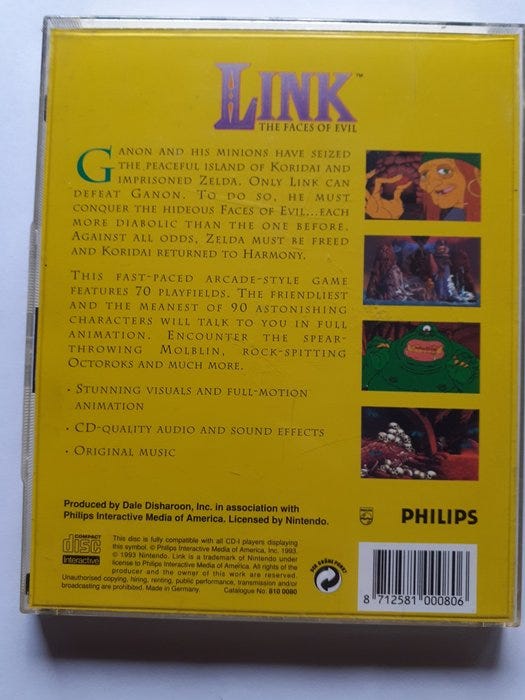 LINK™
THE FACES OF EVIL
GANON AND HIS MINIONS HAVE SEIZED
THE PEACEFUL ISLAND OF KORIDAI AND
IMPRISONED ZELDA. ONLY LINK CAN
DEFEAT GANON. TO DO SO, HE MUST
CONQUER THE HIDEOUS FACES OF EVIL...EACH
MORE DIABOLIC THAN THE ONE BEFORE.
AGAINST ALL ODDS, ZELDA MUST BE FREED
AND KORIDAI RETURNED TO HARMONY.
THIS FAST-PACED ARCADE-STYLE GAME
FEATURES 70 PLAYFIELDS. THE FRIENDLIEST
AND THE MEANEST OF 90 ASTONISHING
CHARACTERS WILL TALK TO YOU IN FULL
ANIMATION. ENCOUNTER THE SPEAR-
THROWING MOLBLIN, ROCK-SPITTING
OCTOROKS AND MUCH MORE.
· STUNNING VISUALS AND FULL-MOTION
ANIMATION
· CD-QUALITY AUDIO AND SOUND EFFECTS
· ORIGINAL MUSIC
Produced by Dale Disharoon, Inc. in association with
Philips Interactive Media of America. Licensed by Nintendo.
PHILIPS
COMPACT
disc
Interactive
This disc is fully compatible with all CD-I players displaying
this symbol. © Philips Interactive Media of America, Inc. 1993.
© 1993 Nintendo. Link is a trademark of Nintendo under
license to Philips Interactive Media. All rights of the
producer and the owner of this work are reserved.
Unauthorised copying, hiring, renting, public performance, transmission and/or
broadcasting are prohibited. Made in Germany. Catalogue No: 810 0080
DER GRÜNE PUNKT
8 712581 000806